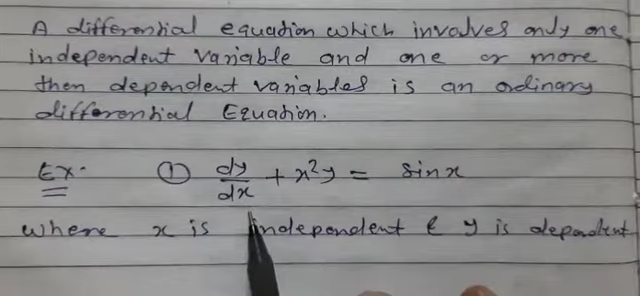 A differential equation which involves only one
independent variable and one or more
then dependent variables is an ordinary
differential Equation.
Ex. ① dy/dx + x²y = sinx
where x is independent & y is dependent